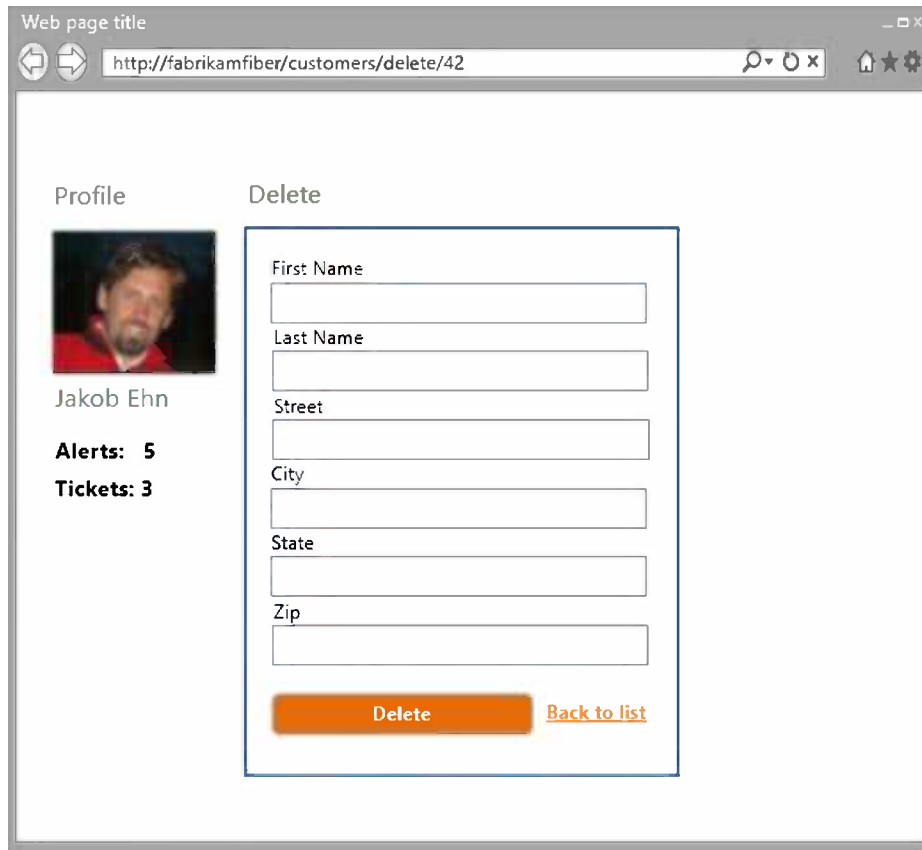 Web page title
http://fabrikamfiber/customers/delete/42
Profile
Delete
First Name
Last Name
Street
City
State
Zip
Delete Back to list
Jakob Ehn
Alerts: 5
Tickets: 3